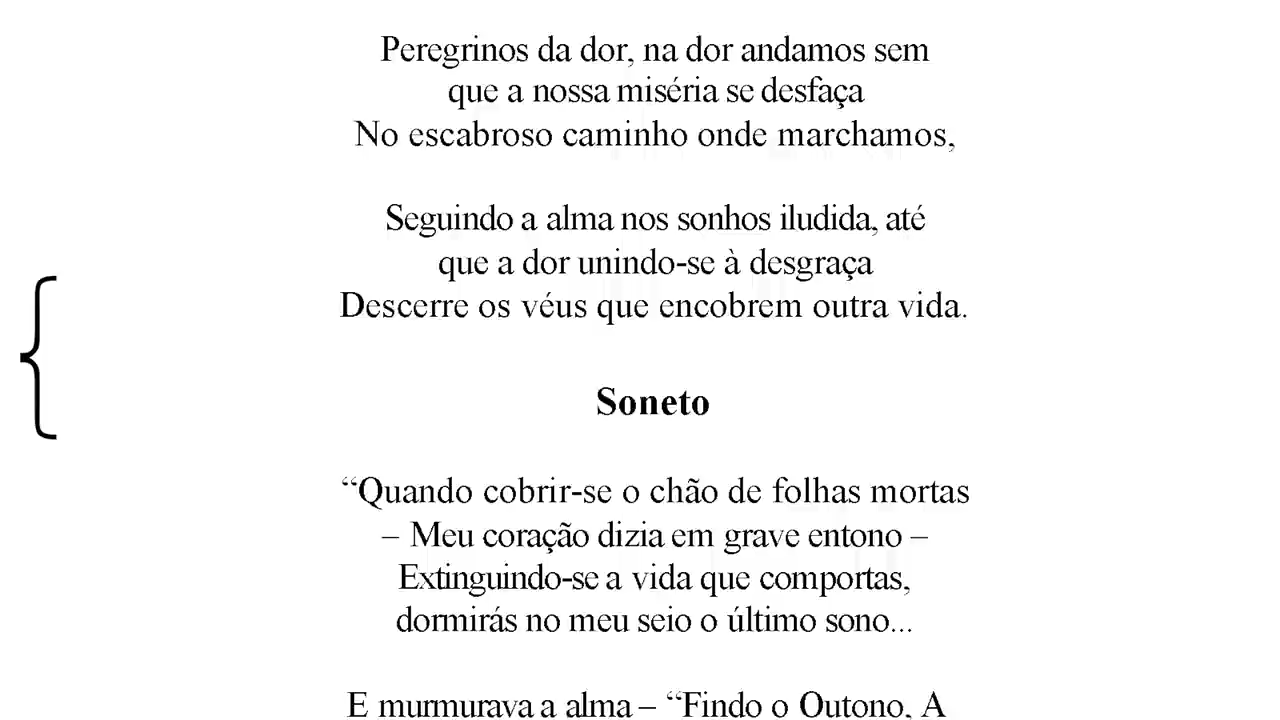 Peregrinos da dor, na dor andamos sem
que a nossa miséria se desfaça
No escabroso caminho onde marchamos,
Seguindo a alma nos sonhos iludida, até
que a dor unindo-se à desgraça
Descerre os véus que encobrem outra vida.
Soneto
“Quando cobrir-se o chão de folhas mortas
– Meu coração dizia em grave entono –
Extinguindo-se a vida que comportas,
dormirás no meu seio o último sono...
E murmurava a alma – “Findo o Outono, A